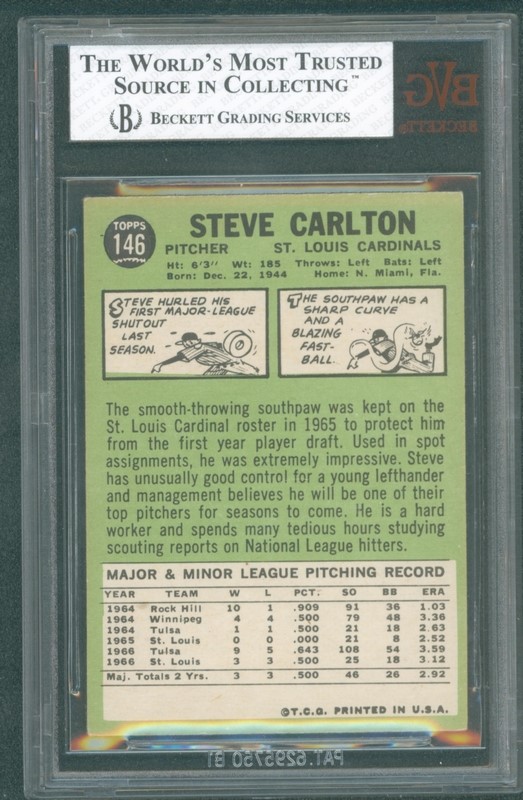 THE WORLD'S MOST TRUSTED
SOURCE IN COLLECTING™
B BECKETT GRADING SERVICES
BVG
BECKETT
TOPPS
146
STEVE CARLTON
PITCHER ST. LOUIS CARDINALS
Ht: 6'3" Wt: 185 Throws: Left Bats: Left
Born: Dec. 22, 1944 Home: N. Miami, Fla.
STEVE HURLED HIS
FIRST MAJOR-LEAGUE
SHUTOUT
LAST
SEASON.
THE SOUTHPAW HAS A
SHARP CURVE
AND A
BLAZING
FAST-
BALL.
The smooth-throwing southpaw was kept on the
St. Louis Cardinal roster in 1965 to protect him
from the first year player draft. Used in spot
assignments, he was extremely impressive. Steve
has unusually good control for a young lefthander
and management believes he will be one of their
top pitchers for seasons to come. He is a hard
worker and spends many tedious hours studying
scouting reports on National League hitters.
MAJOR & MINOR LEAGUE PITCHING RECORD
YEAR TEAM W L PCT. SO BB ERA
1964 Rock Hill 10 1 .909 91 36 1.03
1964 Winnipeg 4 4 .500 79 48 3.36
1964 Tulsa 1 1 .500 21 18 2.63
1965 St. Louis 0 0 .000 21 8 2.52
1966 Tulsa 9 5 .643 108 54 3.59
1966 St. Louis 3 3 .500 25 18 3.12
Maj. Totals 2 Yrs. 3 3 .500 46 26 2.92
©T.C.G. PRINTED IN U.S.A.
PAT. 6295750 B1